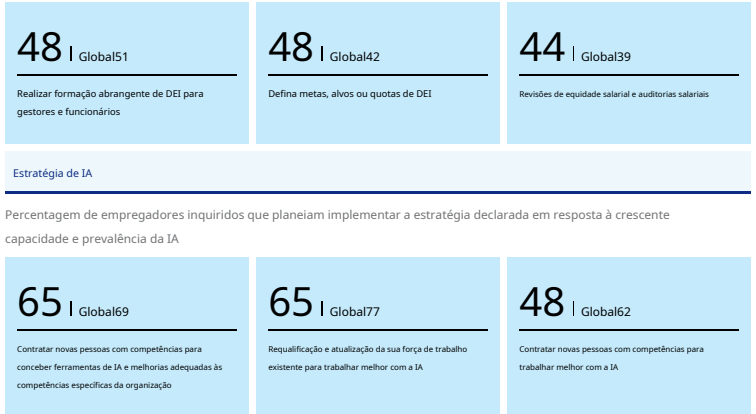 48 Global51
Realizar formação abrangente de DEI para
gestores e funcionários
48 Global42
Defina metas, alvos ou quotas de DEI
44 Global39
Revisões de equidade salarial e auditorias salariais
Estratégia de IA
Percentagem de empregadores inquiridos que planeiam implementar a estratégia declarada em resposta à crescente
capacidade e prevalência da IA
65 Global69
Contratar novas pessoas com competências para
conceber ferramentas de IA e melhorias adequadas às
competências específicas da organização
65 Global77
Requalificação e atualização da sua força de trabalho
existente para trabalhar melhor com a IA
48 Global62
Contratar novas pessoas com competências para
trabalhar melhor com a IA